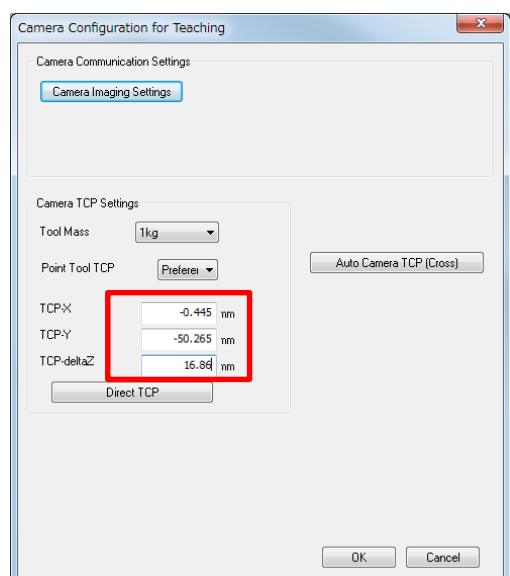 Camera Configuration for Teaching
Camera Communication Settings
Camera Imaging Settings
Camera TCP Settings
Tool Mass 1kg
Point Tool TCP Preferei
Auto Camera TCP (Cross)
TCP-X -0.445 mm
TCP-Y -50.265 mm
TCP-deltaZ 16.86 mm
Direct TCP
OK Cancel